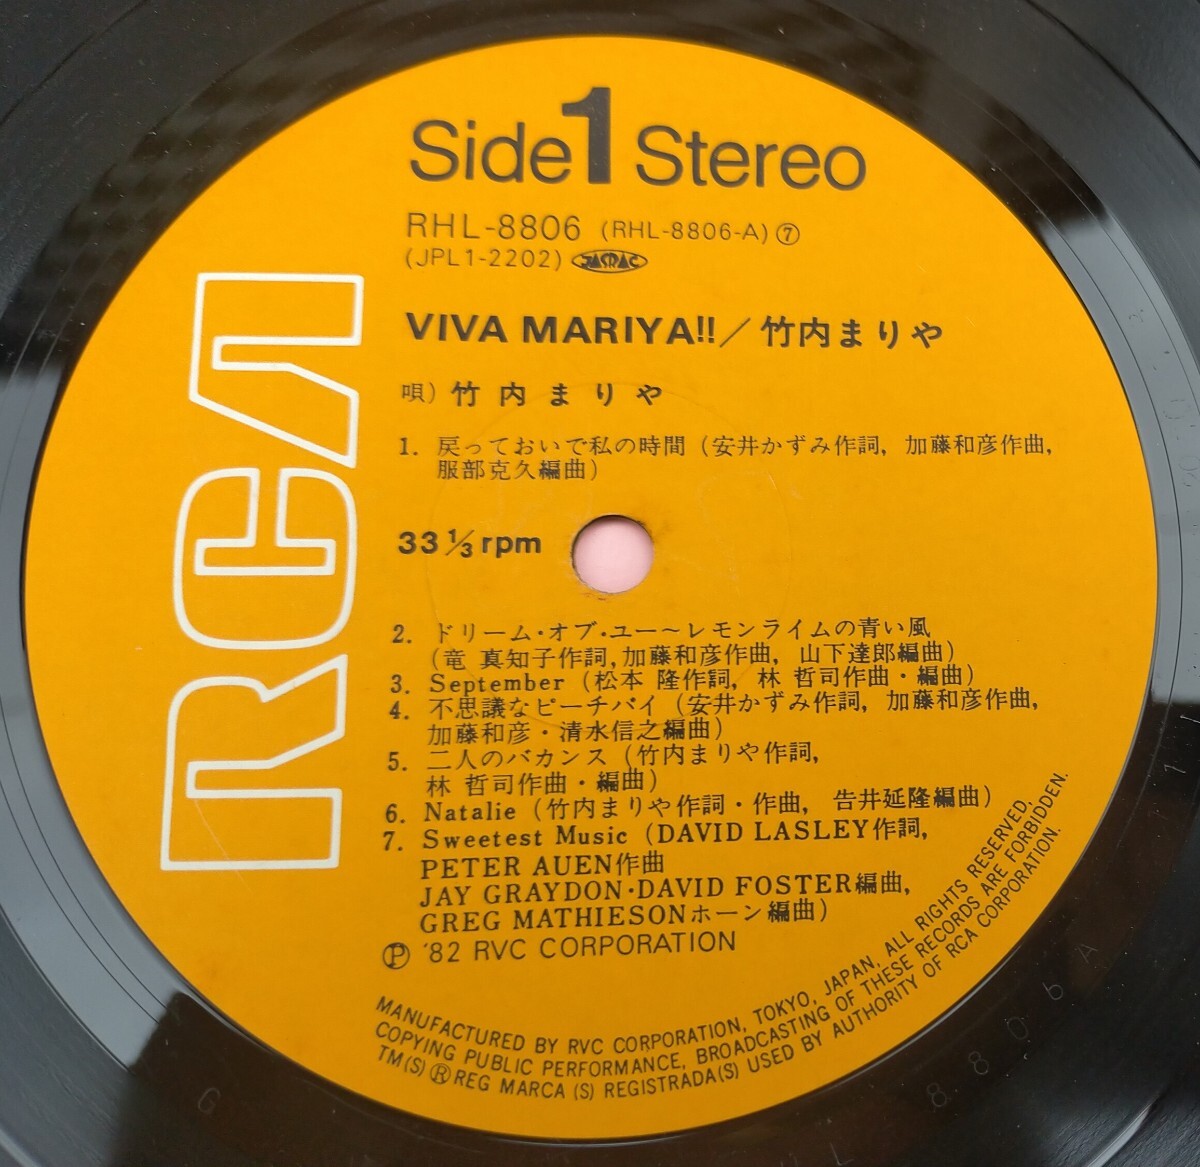 Side 1 Stereo
RHL-8806 (RHL-8806-A) ⑦
(JPL1-2202) JASRAC
VIVA MARIYA!!／竹内まりや
唄) 竹内まりや
1. 戻っておいで私の時間 (安井かずみ作詞, 加藤和彦作曲,
服部克久編曲)
33 1/3 rpm
2. ドリーム・オブ・ユー〜レモンライムの青い風
(竜 真知子作詞, 加藤和彦作曲, 山下達郎編曲)
3. September (松本 隆作詞, 林 哲司作曲・編曲)
4. 不思議なピーチパイ (安井かずみ作詞, 加藤和彦作曲,
加藤和彦・清水信之編曲)
5. 二人のバカンス (竹内まりや作詞,
林 哲司作曲・編曲)
6. Natalie (竹内まりや作詞・作曲, 告井延隆編曲)
7. Sweetest Music (DAVID LASLEY作詞,
PETER AUEN作曲
JAY GRAYDON・DAVID FOSTER編曲,
GREG MATHIESONホーン編曲)
Ⓟ '82 RVC CORPORATION
MANUFACTURED BY RVC CORPORATION, TOKYO, JAPAN, ALL RIGHTS RESERVED,
COPYING PUBLIC PERFORMANCE, BROADCASTING OF THESE RECORDS ARE FORBIDDEN.
TM(S) ® REG MARCA (S) REGISTRADA(S) USED BY AUTHORITY OF RCA CORPORATION.
RCA